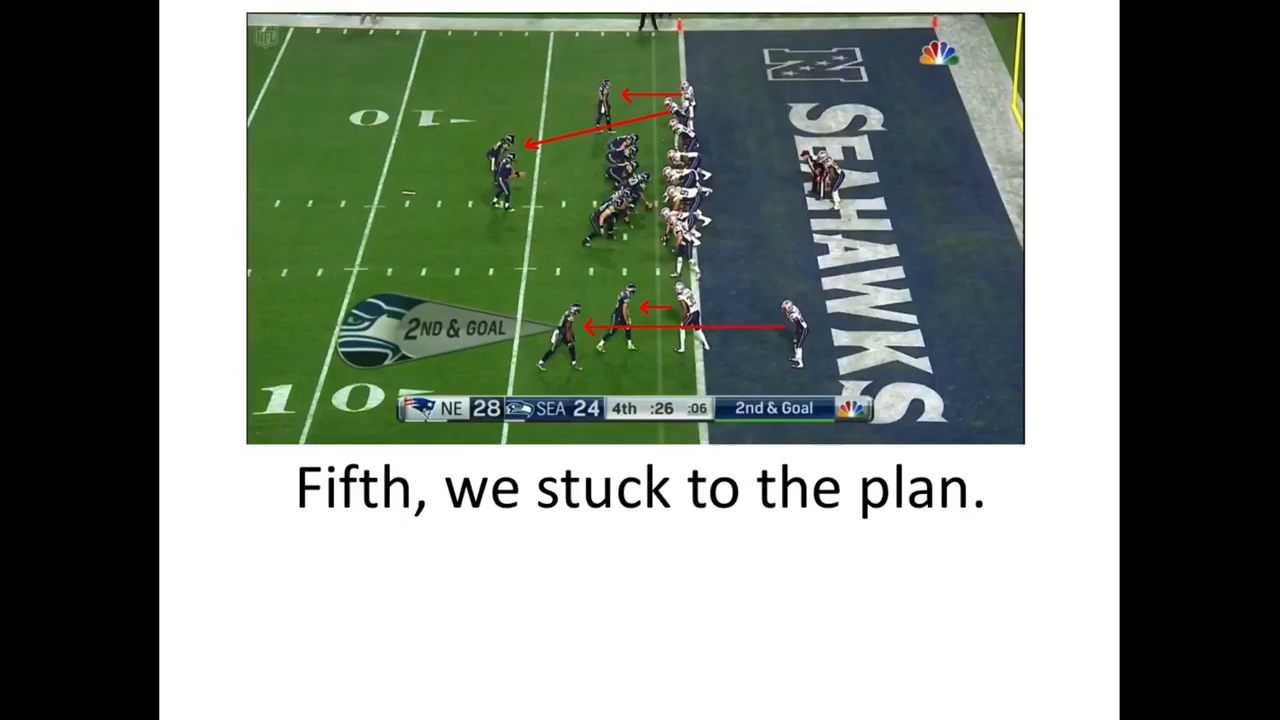 NFL
N
SEAHAWKS
10
2ND & GOAL
10
NE 28 SEA 24 4th :26 :06 2nd & Goal
Fifth, we stuck to the plan.